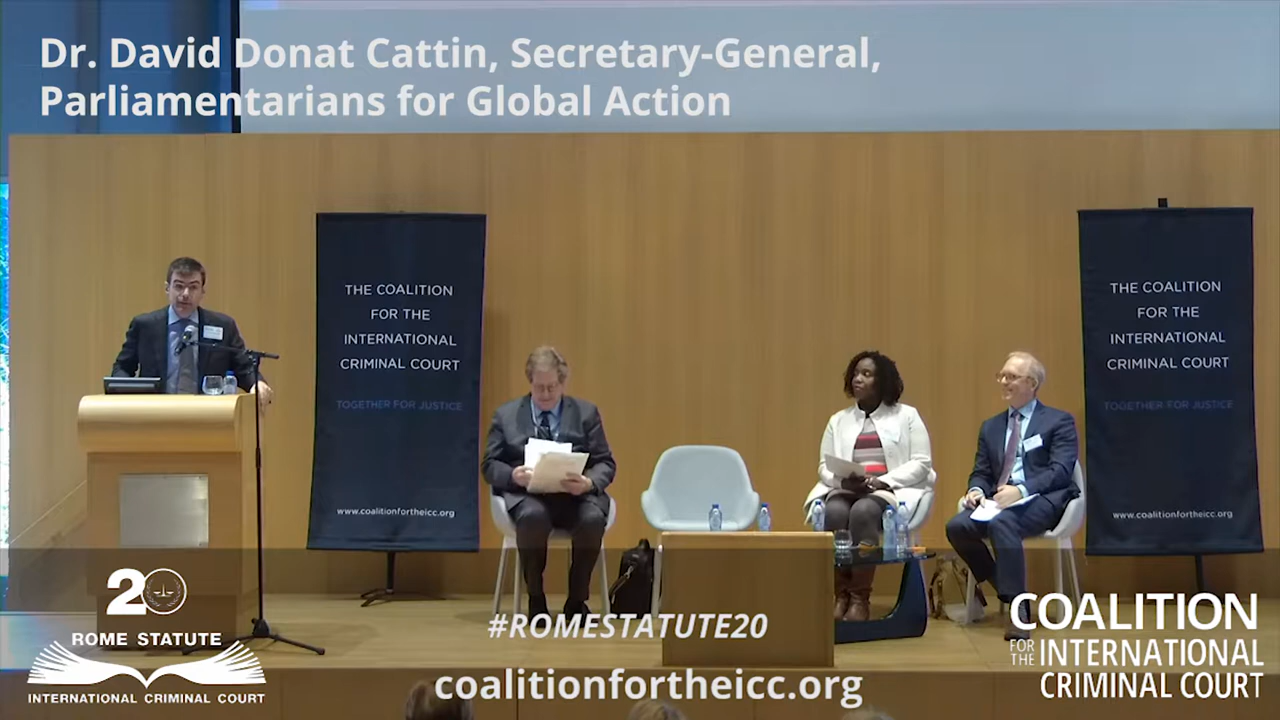 Dr. David Donat Cattin, Secretary-General,
Parliamentarians for Global Action
THE COALITION
FOR THE
INTERNATIONAL
CRIMINAL COURT
TOGETHER FOR JUSTICE
www.coalitionfortheicc.org
THE COALITION
FOR THE
INTERNATIONAL
CRIMINAL COURT
TOGETHER FOR JUSTICE
www.coalitionfortheicc.org
20
ROME STATUTE
INTERNATIONAL CRIMINAL COURT
#ROMESTATUTE20
coalitionfortheicc.org
COALITION
FOR THE INTERNATIONAL
CRIMINAL COURT